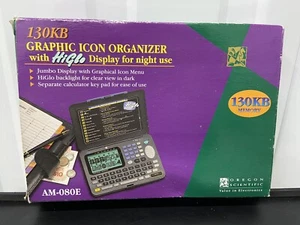 130KB
GRAPHIC ICON ORGANIZER
with HiGlo Display for night use
▲ Jumbo Display with Graphical Icon Menu
▲ HiGlo backlight for clear view in dark
▲ Separate calculator key pad for ease of use
130KB
MEMORY
AM-080E
OREGON
SCIENTIFIC
Value in Electronics